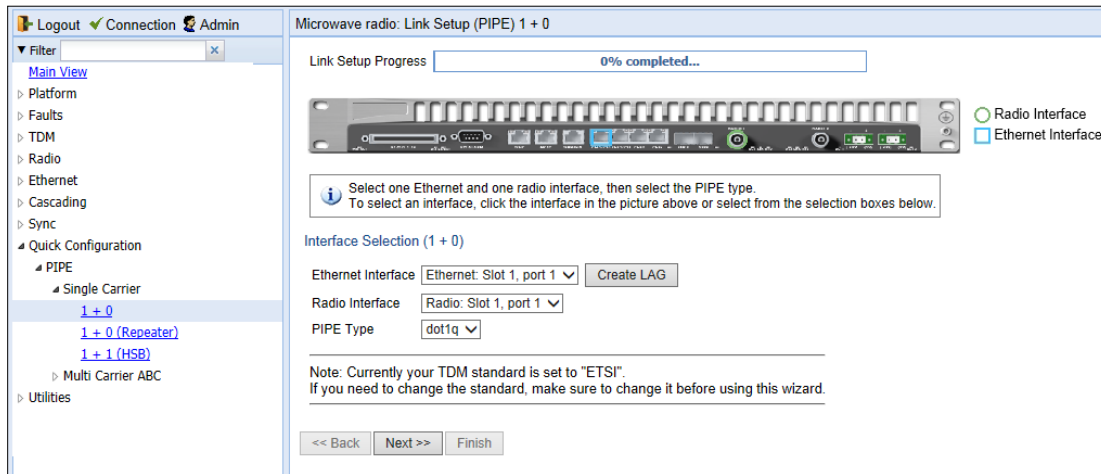 Logout Connection Admin
Filter
Main View
Platform
Faults
TDM
Radio
Ethernet
Cascading
Sync
Quick Configuration
PIPE
Single Carrier
1 + 0
1 + 0 (Repeater)
1 + 1 (HSB)
Multi Carrier ABC
Utilities
Microwave radio: Link Setup (PIPE) 1 + 0
Link Setup Progress 0% completed...
Radio Interface
Ethernet Interface
Select one Ethernet and one radio interface, then select the PIPE type.
To select an interface, click the interface in the picture above or select from the selection boxes below.
Interface Selection (1 + 0)
Ethernet Interface Ethernet: Slot 1, port 1 Create LAG
Radio Interface Radio: Slot 1, port 1
PIPE Type dot1q
Note: Currently your TDM standard is set to "ETSI".
If you need to change the standard, make sure to change it before using this wizard.
<< Back Next >> Finish